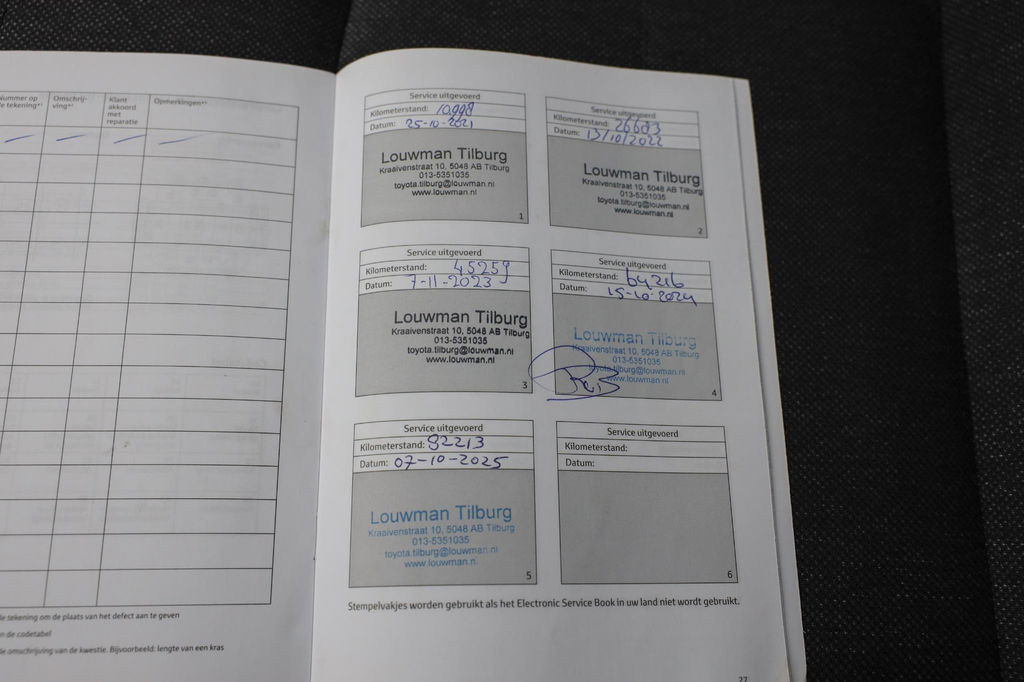 Nummer op
de tekening*¹
Omschrij-
ving*²
Klant
akkoord
met
reparatie
Opmerkingen*³
Service uitgevoerd
Kilometerstand: 10.998
Datum: 25-10-2021
Louwman Tilburg
Kraaivenstraat 10, 5048 AB Tilburg
013-5351035
toyota.tilburg@louwman.nl
www.louwman.nl
1
Service uitgevoerd
Kilometerstand: 26683
Datum: 13/10/2022
Louwman Tilburg
Kraaivenstraat 10, 5048 AB Tilburg
013-5351035
toyota.tilburg@louwman.nl
www.louwman.nl
2
Service uitgevoerd
Kilometerstand: 45259
Datum: 7-11-2023
Louwman Tilburg
Kraaivenstraat 10, 5048 AB Tilburg
013-5351035
toyota.tilburg@louwman.nl
www.louwman.nl
3
Service uitgevoerd
Kilometerstand: 64216
Datum: 15-10-2024
Louwman Tilburg
Kraaivenstraat 10, 5048 AB Tilburg
013-5351035
toyota.tilburg@louwman.nl
www.louwman.nl
4
Service uitgevoerd
Kilometerstand: 82213
Datum: 07-10-2025
Louwman Tilburg
Kraaivenstraat 10, 5048 AB Tilburg
013-5351035
toyota.tilburg@louwman.nl
www.louwman.nl
5
Service uitgevoerd
Kilometerstand:
Datum:
6
Stempelvakjes worden gebruikt als het Electronic Service Book in uw land niet wordt gebruikt.
de tekening om de plaats van het defect aan te geven
de codetabel
de omschrijving van de kwestie. Bijvoorbeeld: lengte van een kras
27